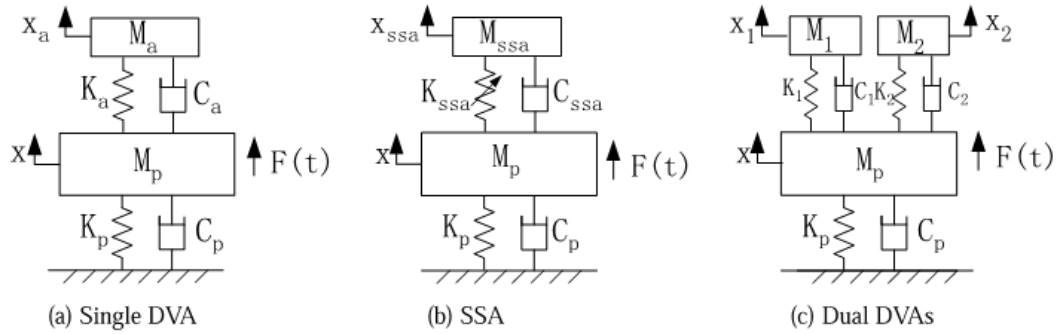 x_a M_a
K_a C_a
x M_p F(t)
K_p C_p
(a) Single DVA
x_ssa M_ssa
K_ssa C_ssa
x M_p F(t)
K_p C_p
(b) SSA
x_1 M_1 M_2 x_2
K_1 C_1 K_2 C_2
x M_p F(t)
K_p C_p
(c) Dual DVAs